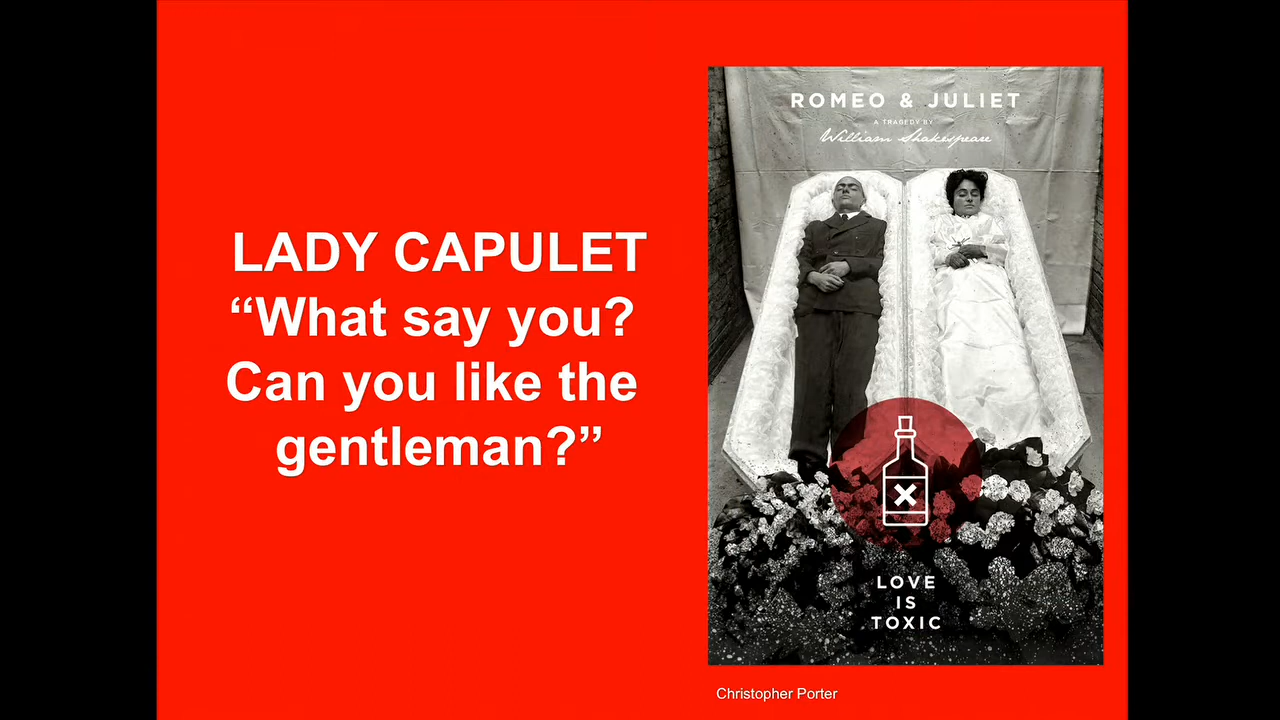 LADY CAPULET
“What say you?
Can you like the
gentleman?”
ROMEO & JULIET
A TRAGEDY BY
William Shakespeare
LOVE
IS
TOXIC
Christopher Porter